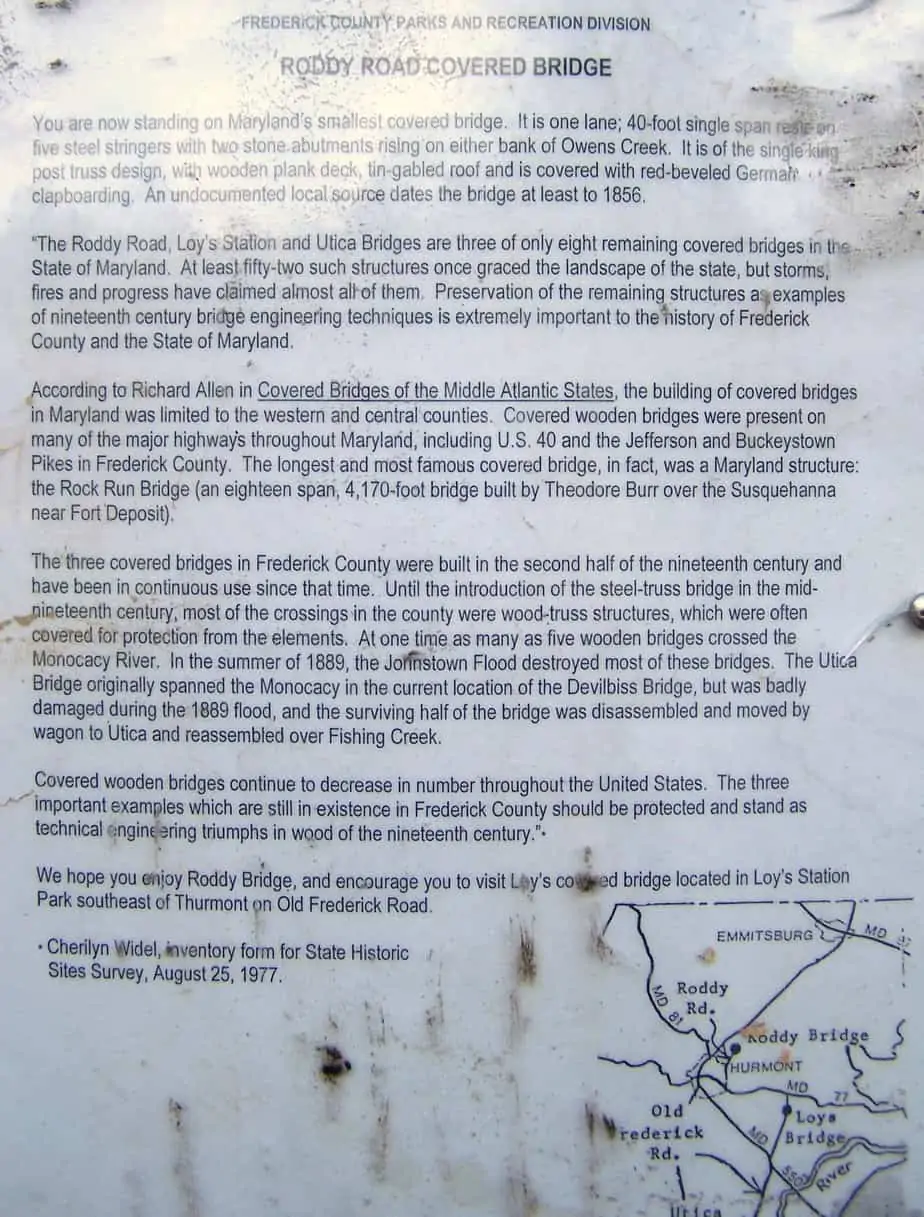 FREDERICK COUNTY PARKS AND RECREATION DIVISION
RODDY ROAD COVERED BRIDGE
You are now standing on Maryland's smallest covered bridge. It is one lane; 40-foot single span rests on
five steel stringers with two stone abutments rising on either bank of Owens Creek. It is of the single king
post truss design, with wooden plank deck, tin-gabled roof and is covered with red-beveled German
clapboarding. An undocumented local source dates the bridge at least to 1856.
"The Roddy Road, Loy's Station and Utica Bridges are three of only eight remaining covered bridges in the
State of Maryland. At least fifty-two such structures once graced the landscape of the state, but storms,
fires and progress have claimed almost all of them. Preservation of the remaining structures as examples
of nineteenth century bridge engineering techniques is extremely important to the history of Frederick
County and the State of Maryland.
According to Richard Allen in Covered Bridges of the Middle Atlantic States, the building of covered bridges
in Maryland was limited to the western and central counties. Covered wooden bridges were present on
many of the major highways throughout Maryland, including U.S. 40 and the Jefferson and Buckeystown
Pikes in Frederick County. The longest and most famous covered bridge, in fact, was a Maryland structure:
the Rock Run Bridge (an eighteen span, 4,170-foot bridge built by Theodore Burr over the Susquehanna
near Fort Deposit).
The three covered bridges in Frederick County were built in the second half of the nineteenth century and
have been in continuous use since that time. Until the introduction of the steel-truss bridge in the mid-
nineteenth century, most of the crossings in the county were wood-truss structures, which were often
covered for protection from the elements. At one time as many as five wooden bridges crossed the
Monocacy River. In the summer of 1889, the Johnstown Flood destroyed most of these bridges. The Utica
Bridge originally spanned the Monocacy in the current location of the Devilbiss Bridge, but was badly
damaged during the 1889 flood, and the surviving half of the bridge was disassembled and moved by
wagon to Utica and reassembled over Fishing Creek.
Covered wooden bridges continue to decrease in number throughout the United States. The three
important examples which are still in existence in Frederick County should be protected and stand as
technical engineering triumphs in wood of the nineteenth century."•
We hope you enjoy Roddy Bridge, and encourage you to visit Loy's covered bridge located in Loy's Station
Park southeast of Thurmont on Old Frederick Road.
• Cherilyn Widel, inventory form for State Historic
Sites Survey, August 25, 1977.
EMMITSBURG
MD
Roddy
Rd.
MD 81
Roddy Bridge
THURMONT
MD 77
Old
Frederick
Rd.
Loys
Bridge
MD
550
River
Utica